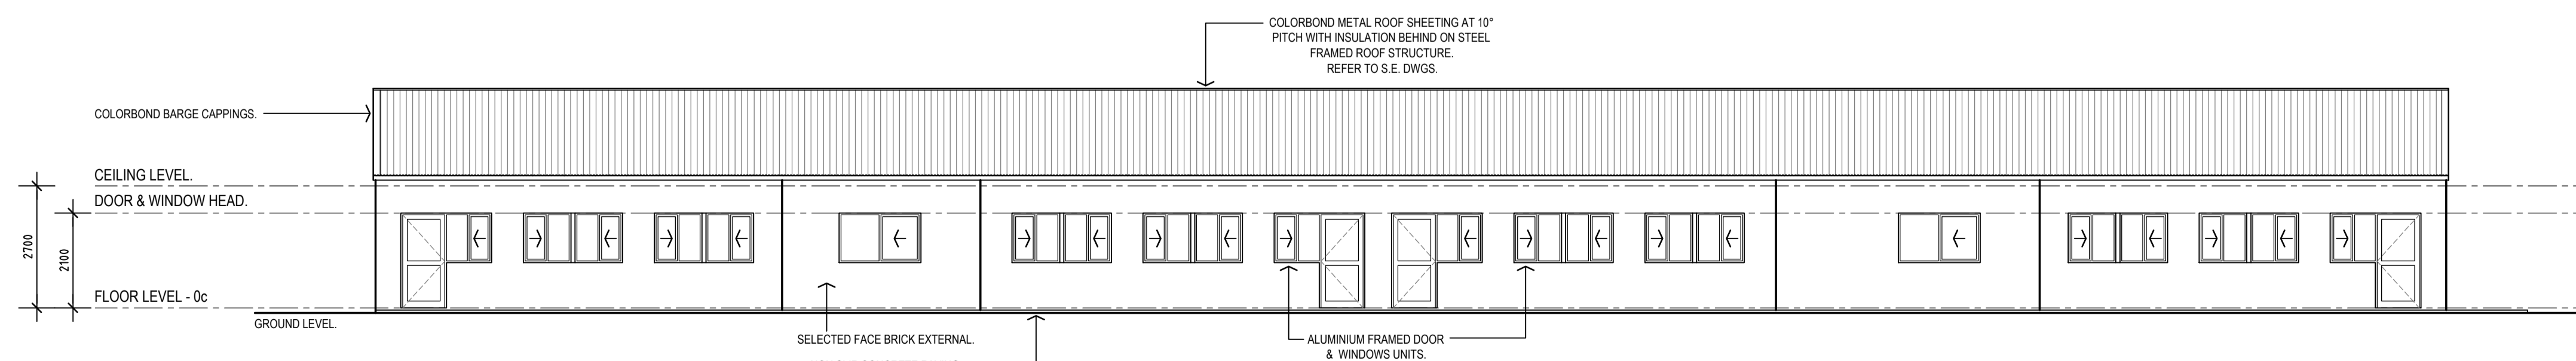 COLORBOND METAL ROOF SHEETING AT 10°
PITCH WITH INSULATION BEHIND ON STEEL
FRAMED ROOF STRUCTURE.
REFER TO S.E. DWGS.
COLORBOND BARGE CAPPINGS.
CEILING LEVEL.
DOOR & WINDOW HEAD.
2700
2100
FLOOR LEVEL - 0c
GROUND LEVEL.
SELECTED FACE BRICK EXTERNAL.
ALUMINIUM FRAMED DOOR
& WINDOWS UNITS.